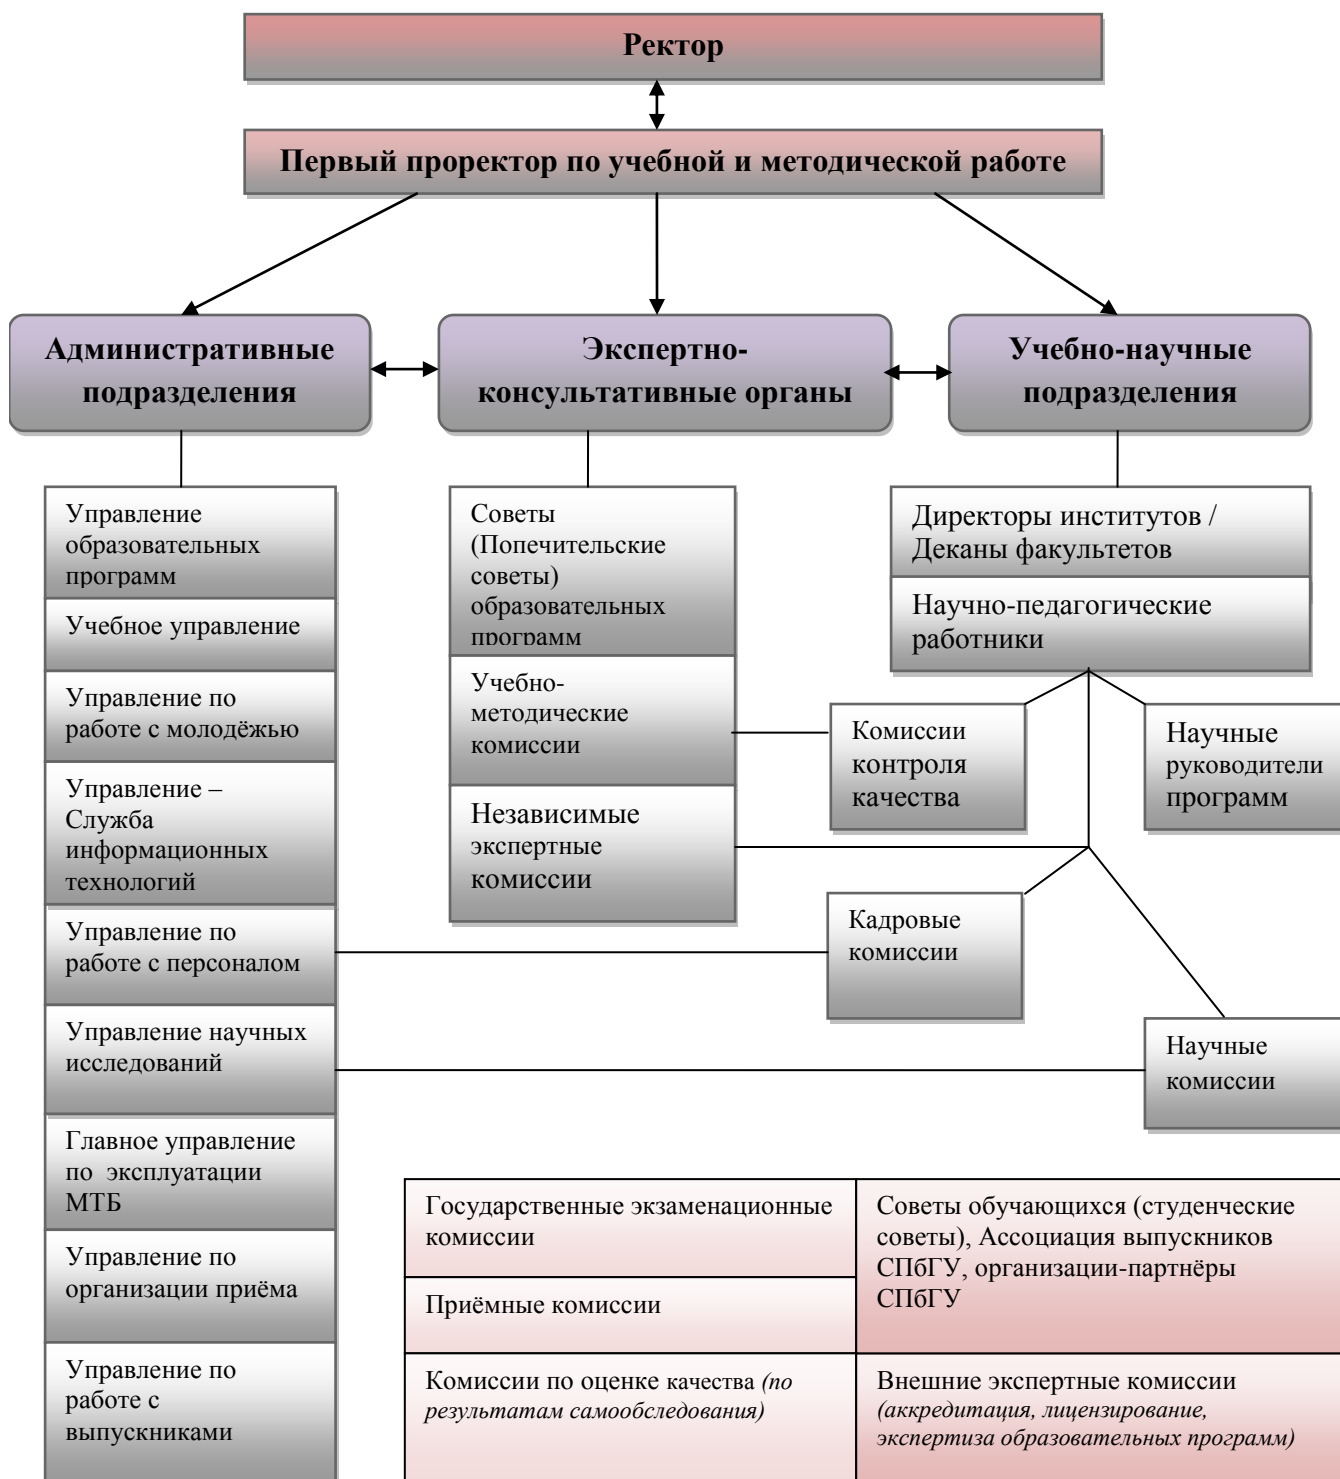 Ректор
Первый проректор по учебной и методической работе
Административные
подразделения
Экспертно-
консультативные органы
Учебно-научные
подразделения
Управление
образовательных
программ
Учебное управление
Управление по
работе с молодёжью
Управление –
Служба
информационных
технологий
Управление по
работе с персоналом
Управление научных
исследований
Главное управление
по эксплуатации
МТБ
Управление по
организации приёма
Управление по
работе с
выпускниками
Советы
(Попечительские
советы)
образовательных
программ
Учебно-
методические
комиссии
Независимые
экспертные
комиссии
Директоры институтов /
Деканы факультетов
Научно-педагогические
работники
Комиссии
контроля
качества
Научные
руководители
программ
Кадровые
комиссии
Научные
комиссии
Государственные экзаменационные
комиссии
Приёмные комиссии
Комиссии по оценке качества (по
результатам самообследования)
Советы обучающихся (студенческие
советы), Ассоциация выпускников
СПбГУ, организации-партнёры
СПбГУ
Внешние экспертные комиссии
(аккредитация, лицензирование,
экспертиза образовательных программ)